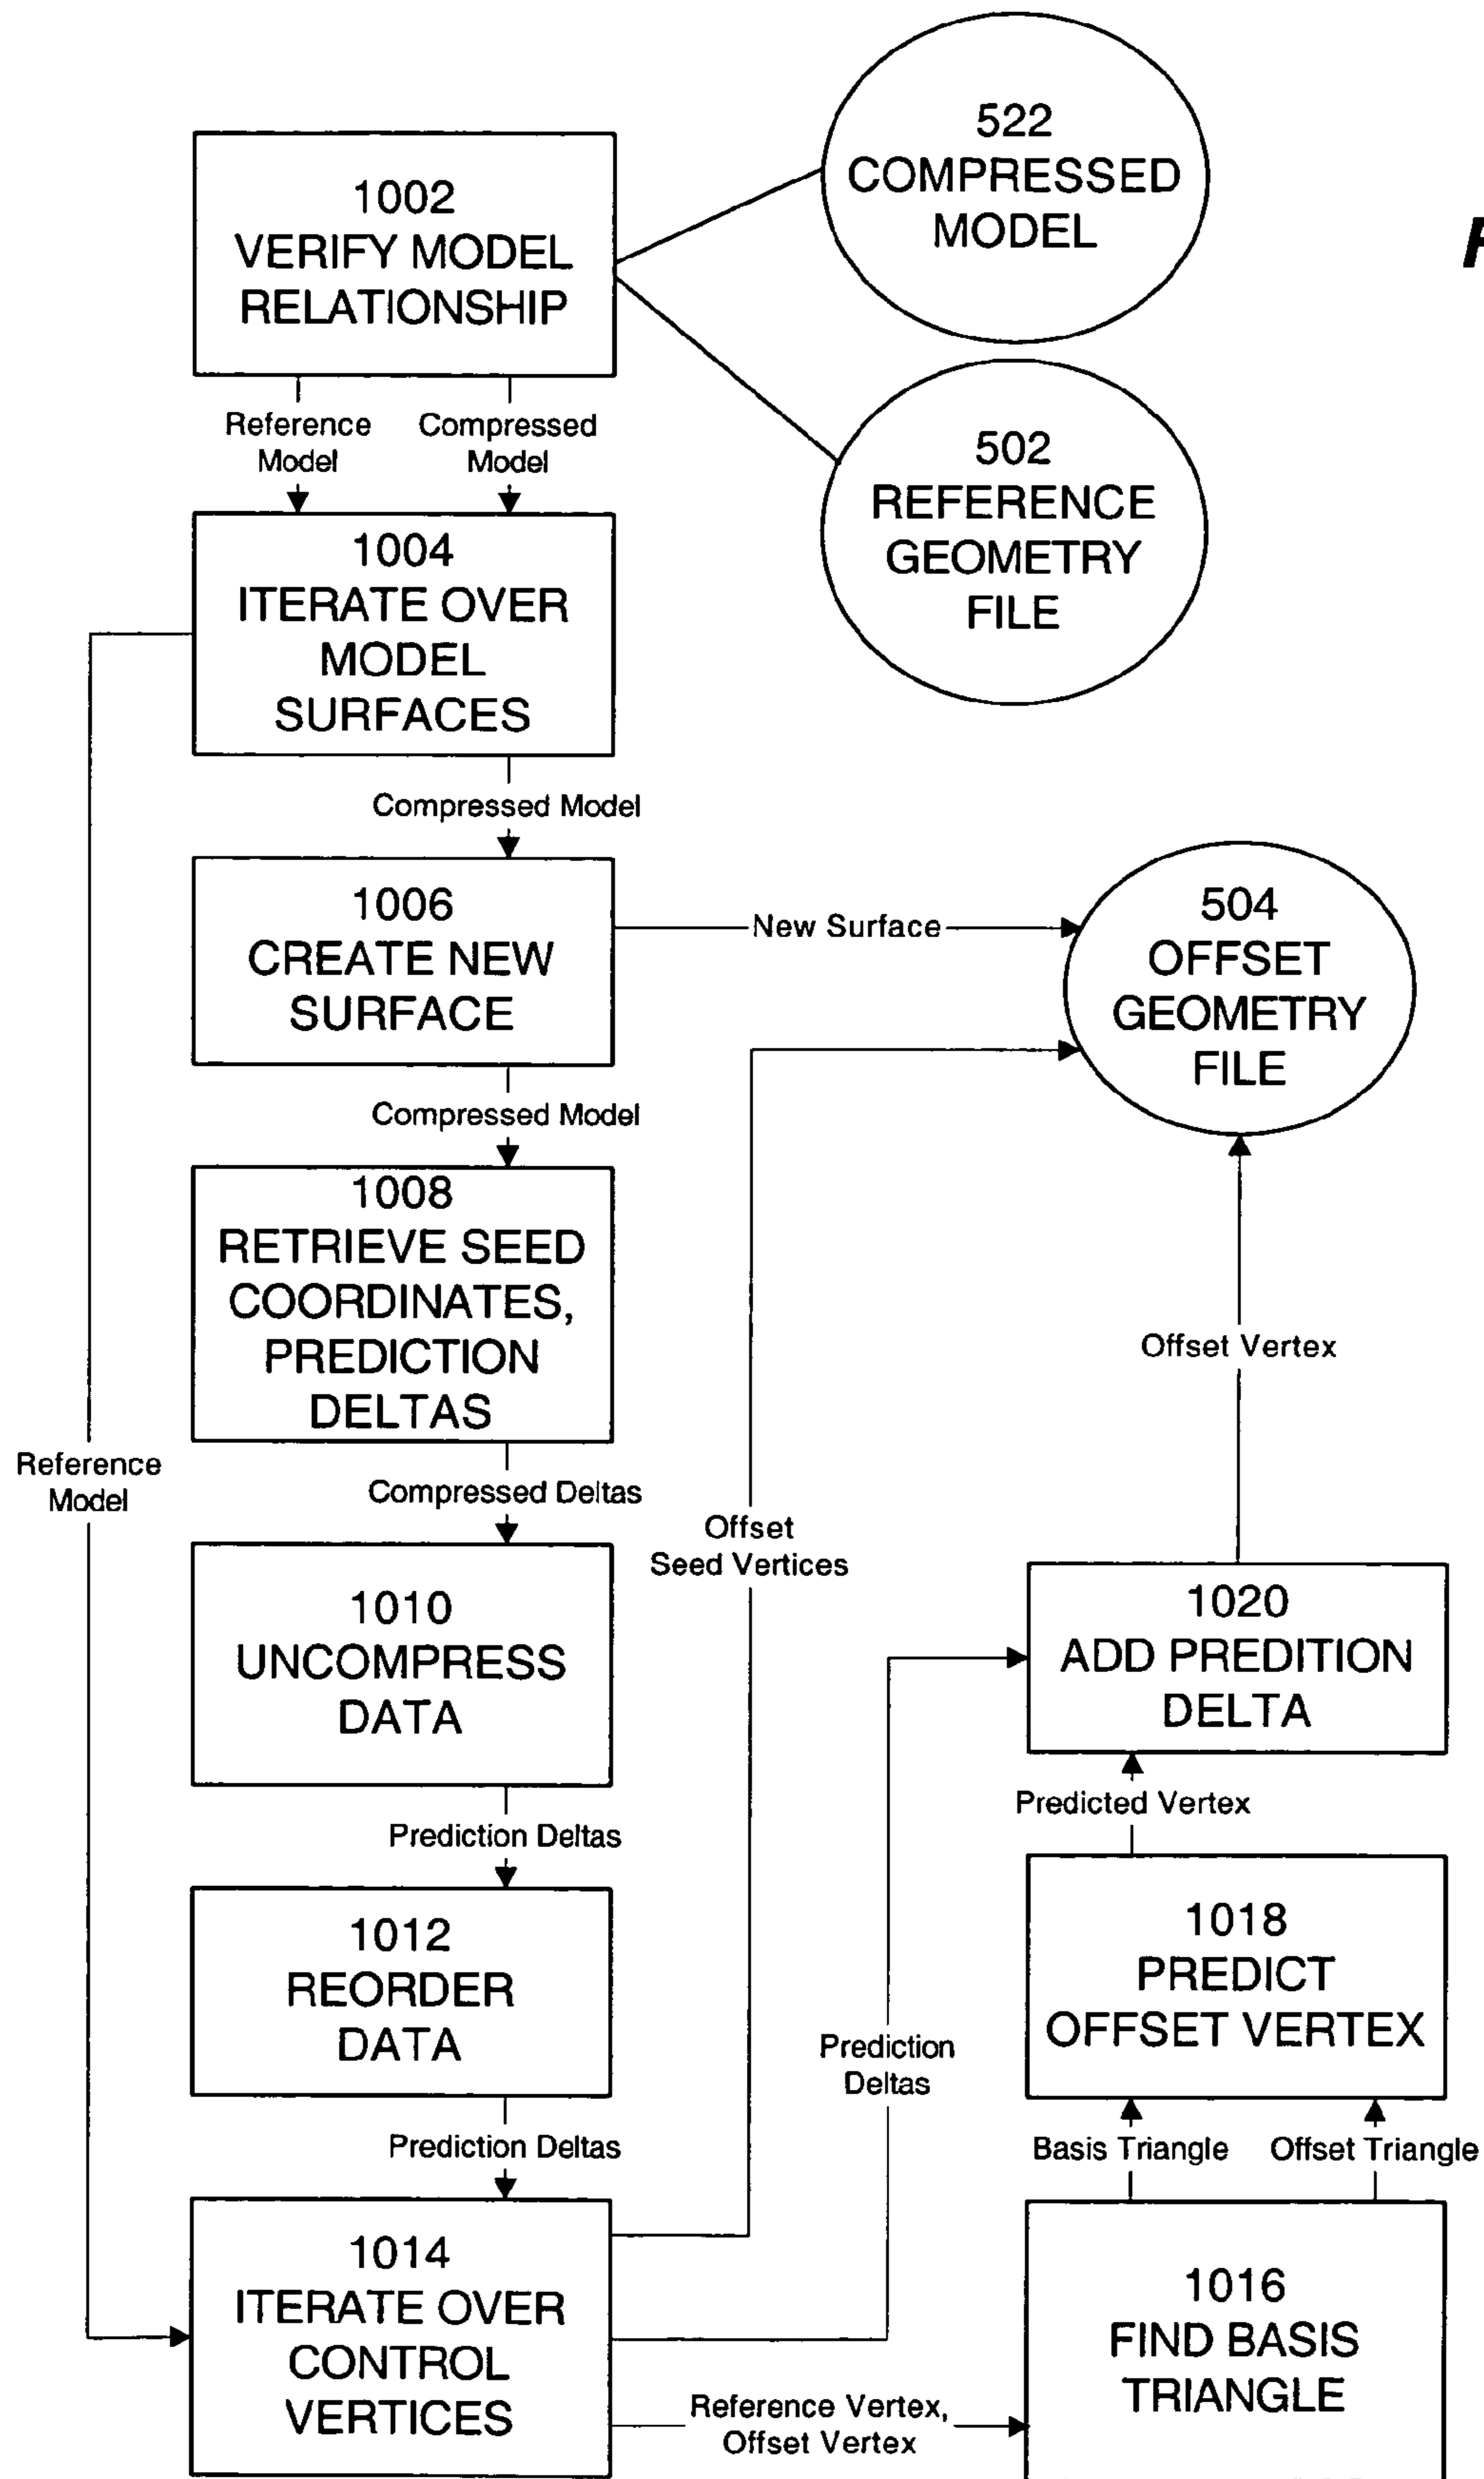 522
COMPRESSED
MODEL
1002
VERIFY MODEL
RELATIONSHIP
Reference
Model
Compressed
Model
502
REFERENCE
GEOMETRY
FILE
1004
ITERATE OVER
MODEL
SURFACES
Compressed Model
1006
CREATE NEW
SURFACE
New Surface
504
OFFSET
GEOMETRY
FILE
Compressed Model
1008
RETRIEVE SEED
COORDINATES,
PREDICTION
DELTAS
Offset Vertex
Reference
Model
Compressed Deltas
Offset
Seed Vertices
1010
UNCOMPRESS
DATA
1020
ADD PREDITION
DELTA
Prediction Deltas
Predicted Vertex
1012
REORDER
DATA
1018
PREDICT
OFFSET VERTEX
Prediction
Deltas
Prediction Deltas
Basis Triangle
Offset Triangle
1014
ITERATE OVER
CONTROL
VERTICES
Reference Vertex,
Offset Vertex
1016
FIND BASIS
TRIANGLE